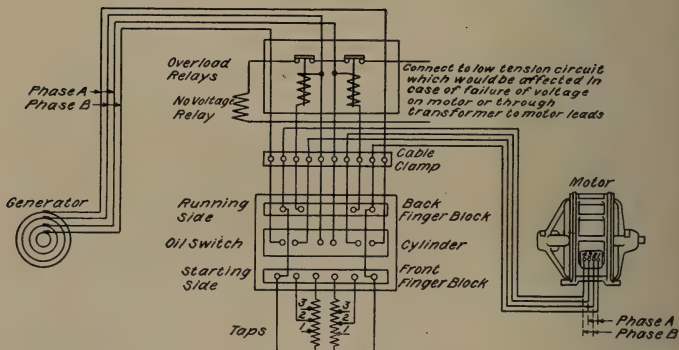 Overload
Relays
Connect to low tension circuit
which would be affected in
case of failure of voltage
on motor or through
transformer to motor leads
Phase A
Phase B
No Voltage
Relay
Cable
Clamp
Generator
Motor
Running
Side
Back
Finger Block
Oil Switch
Cylinder
Starting
Side
Front
Finger Block
Taps
3
2
1
3
2
1
Phase A
Phase B